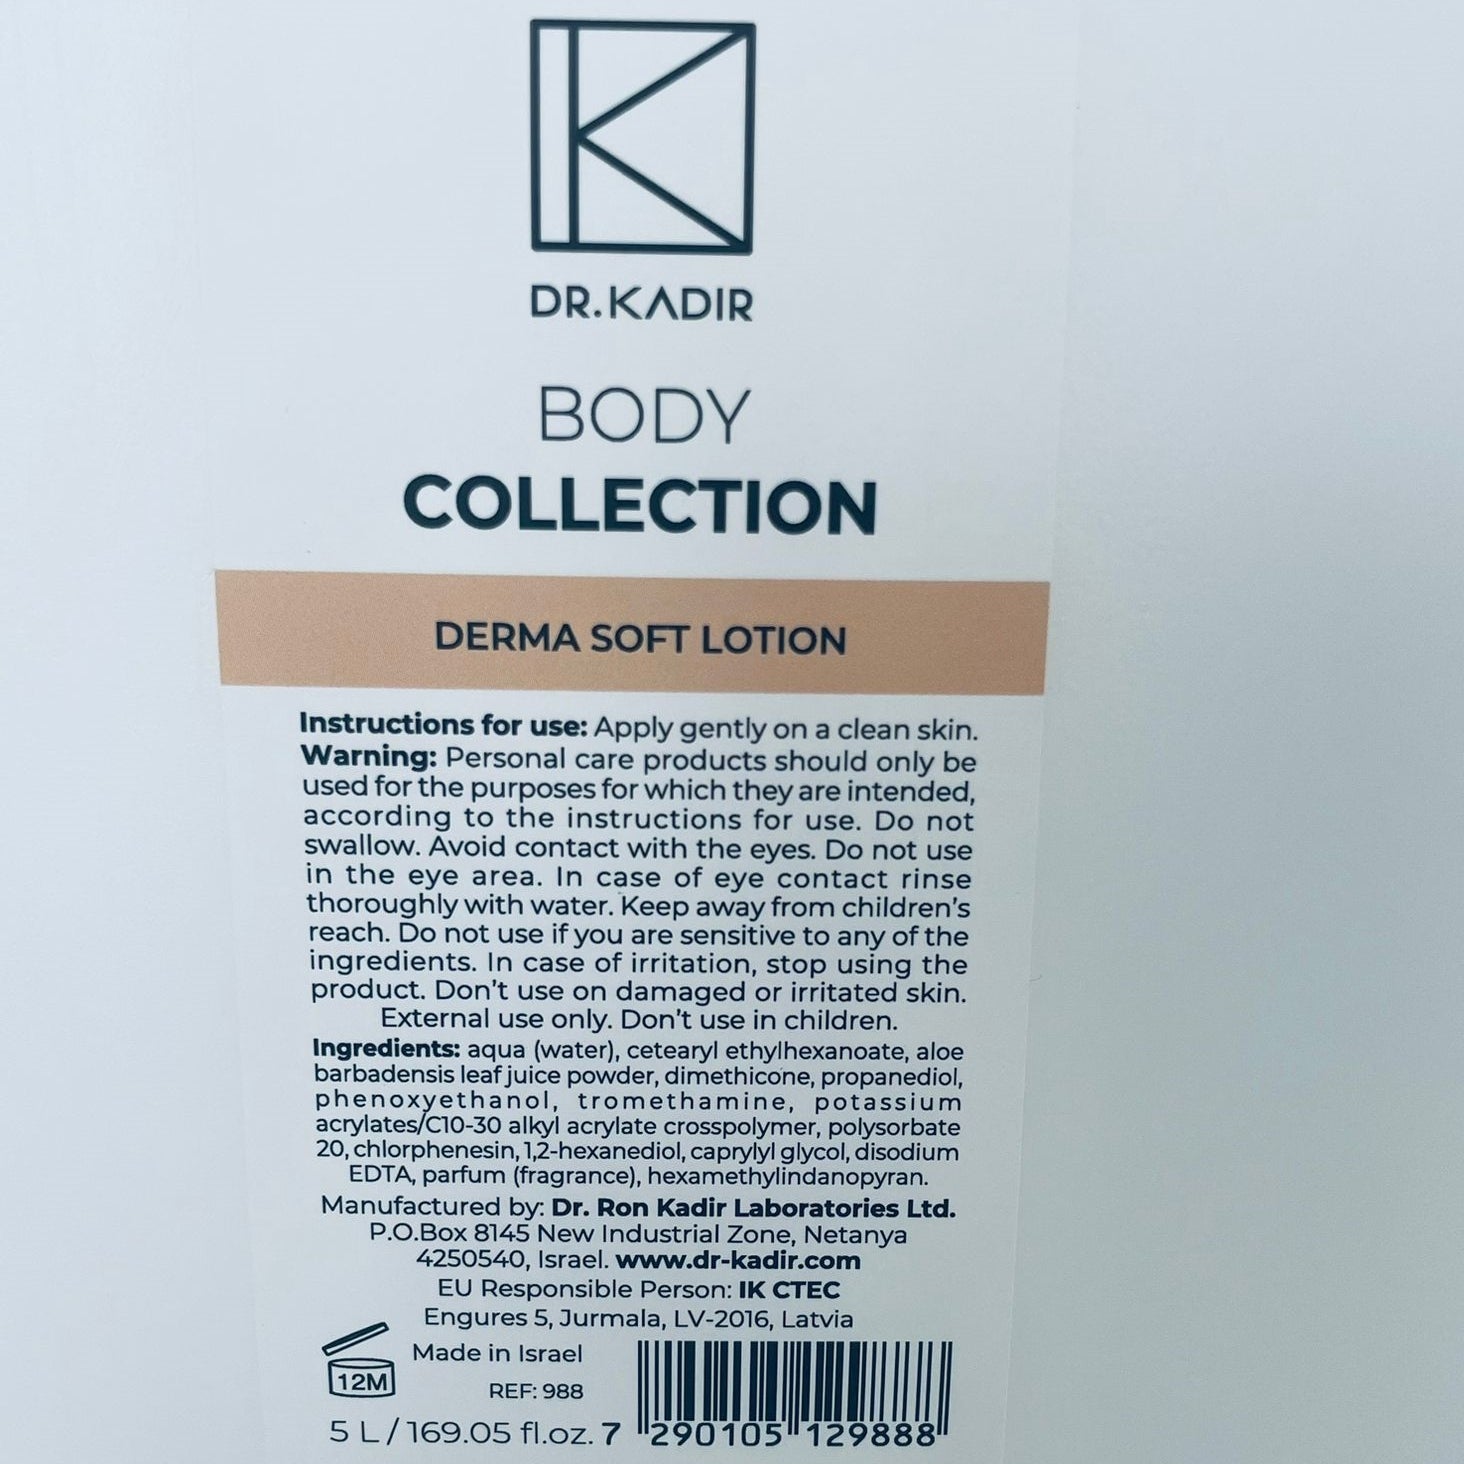 DR.KADIR
BODY
COLLECTION
DERMA SOFT LOTION
Instructions for use: Apply gently on a clean skin.
Warning: Personal care products should only be
used for the purposes for which they are intended,
according to the instructions for use. Do not
swallow. Avoid contact with the eyes. Do not use
in the eye area. In case of eye contact rinse
thoroughly with water. Keep away from children's
reach. Do not use if you are sensitive to any of the
ingredients. In case of irritation, stop using the
product. Don't use on damaged or irritated skin.
External use only. Don't use in children.
Ingredients: aqua (water), cetearyl ethylhexanoate, aloe
barbadensis leaf juice powder, dimethicone, propanediol,
phenoxyethanol, tromethamine, potassium
acrylates/C10-30 alkyl acrylate crosspolymer, polysorbate
20, chlorphenesin, 1,2-hexanediol, caprylyl glycol, disodium
EDTA, parfum (fragrance), hexamethylindanopyran.
Manufactured by: Dr. Ron Kadir Laboratories Ltd.
P.O.Box 8145 New Industrial Zone, Netanya
4250540, Israel. www.dr-kadir.com
EU Responsible Person: IK CTEC
Engures 5, Jurmala, LV-2016, Latvia
Made in Israel
12M
REF: 988
5 L / 169.05 fl.oz. 7 290105 129888